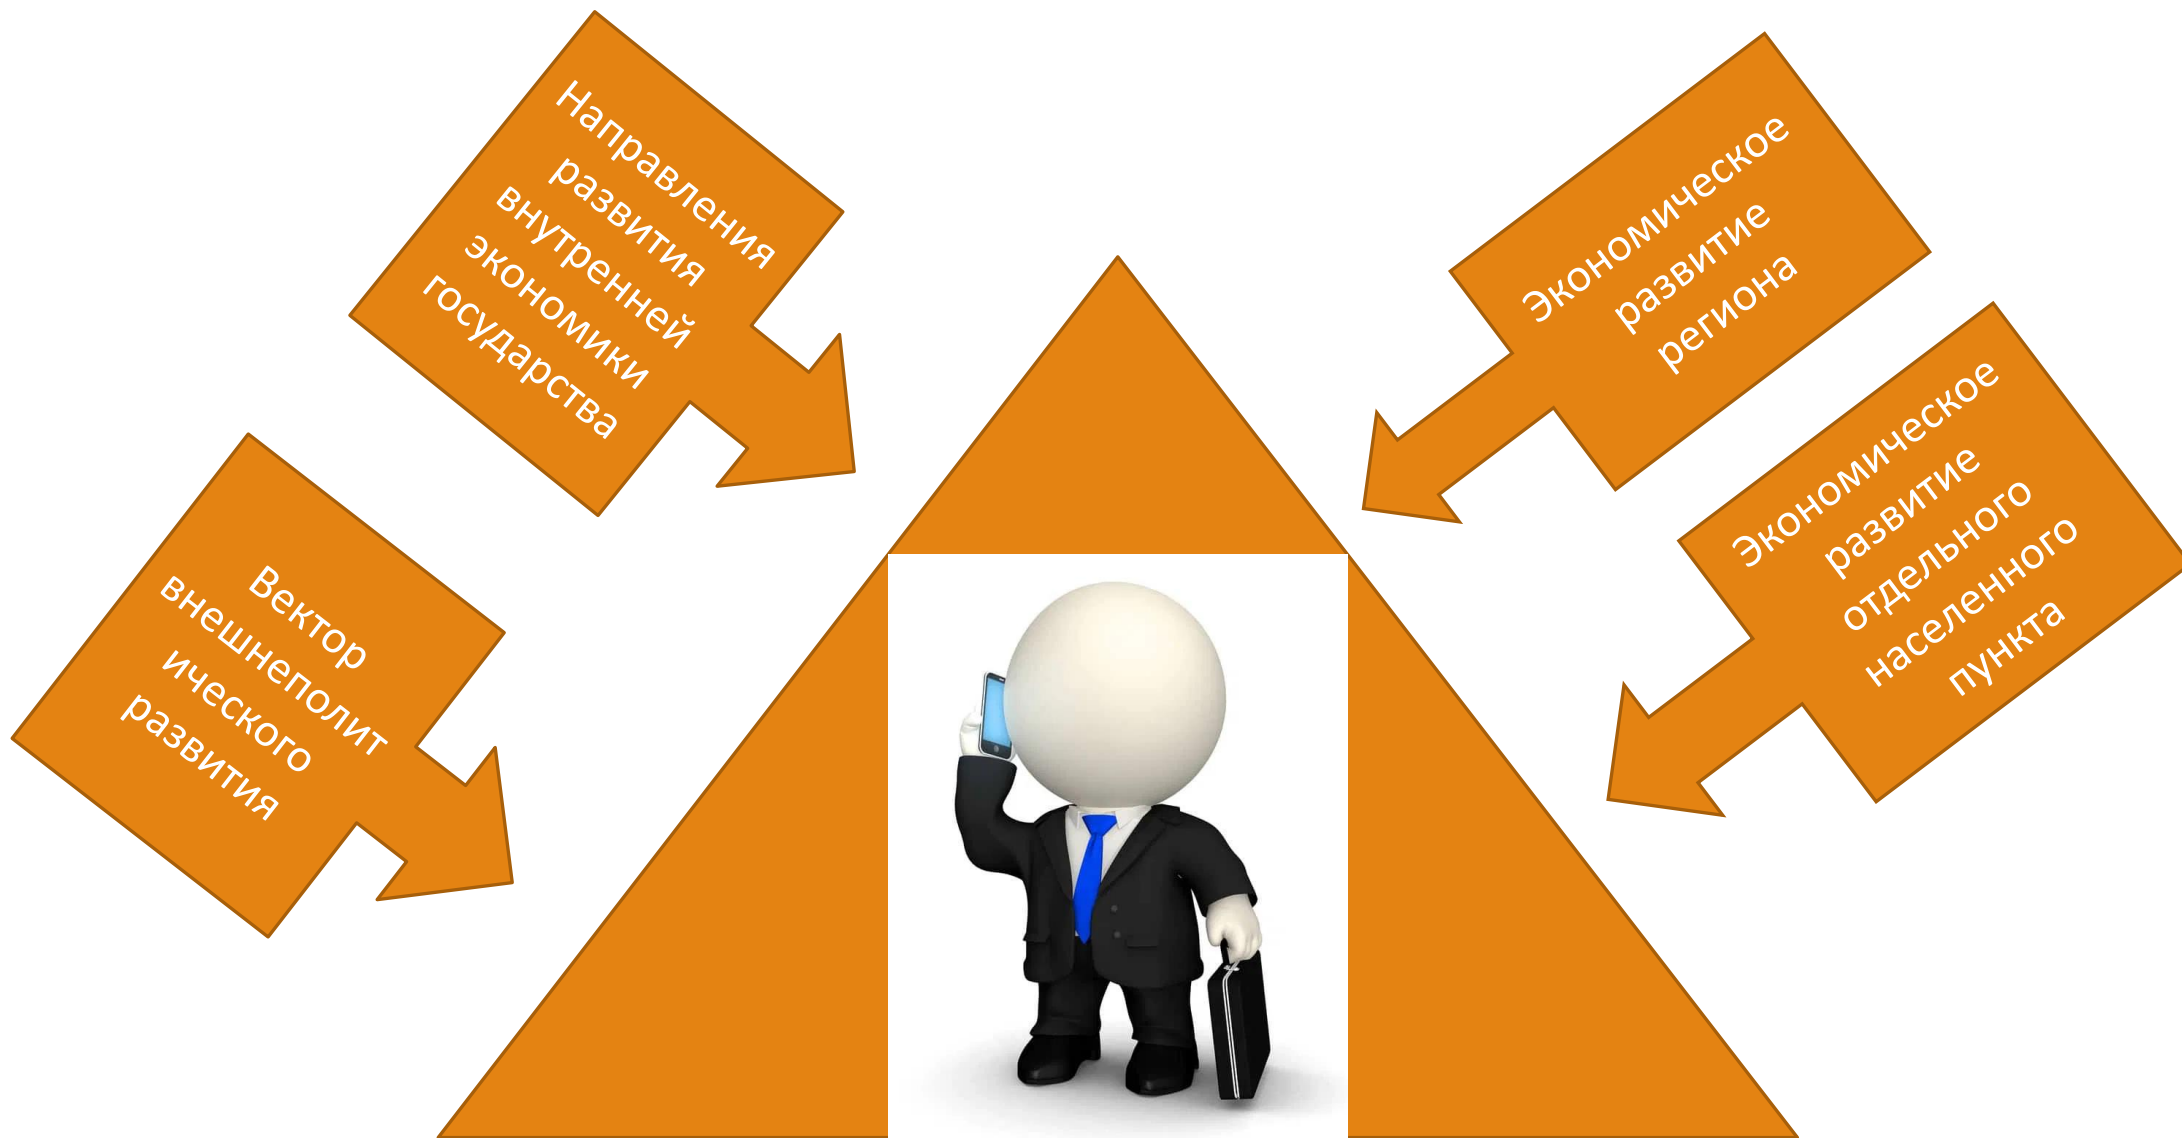 Направления
развития
внутренней
экономики
государства
Вектор
внешнеполит
ического
развития
Экономическое
развитие
региона
Экономическое
развитие
отдельного
населенного
пункта